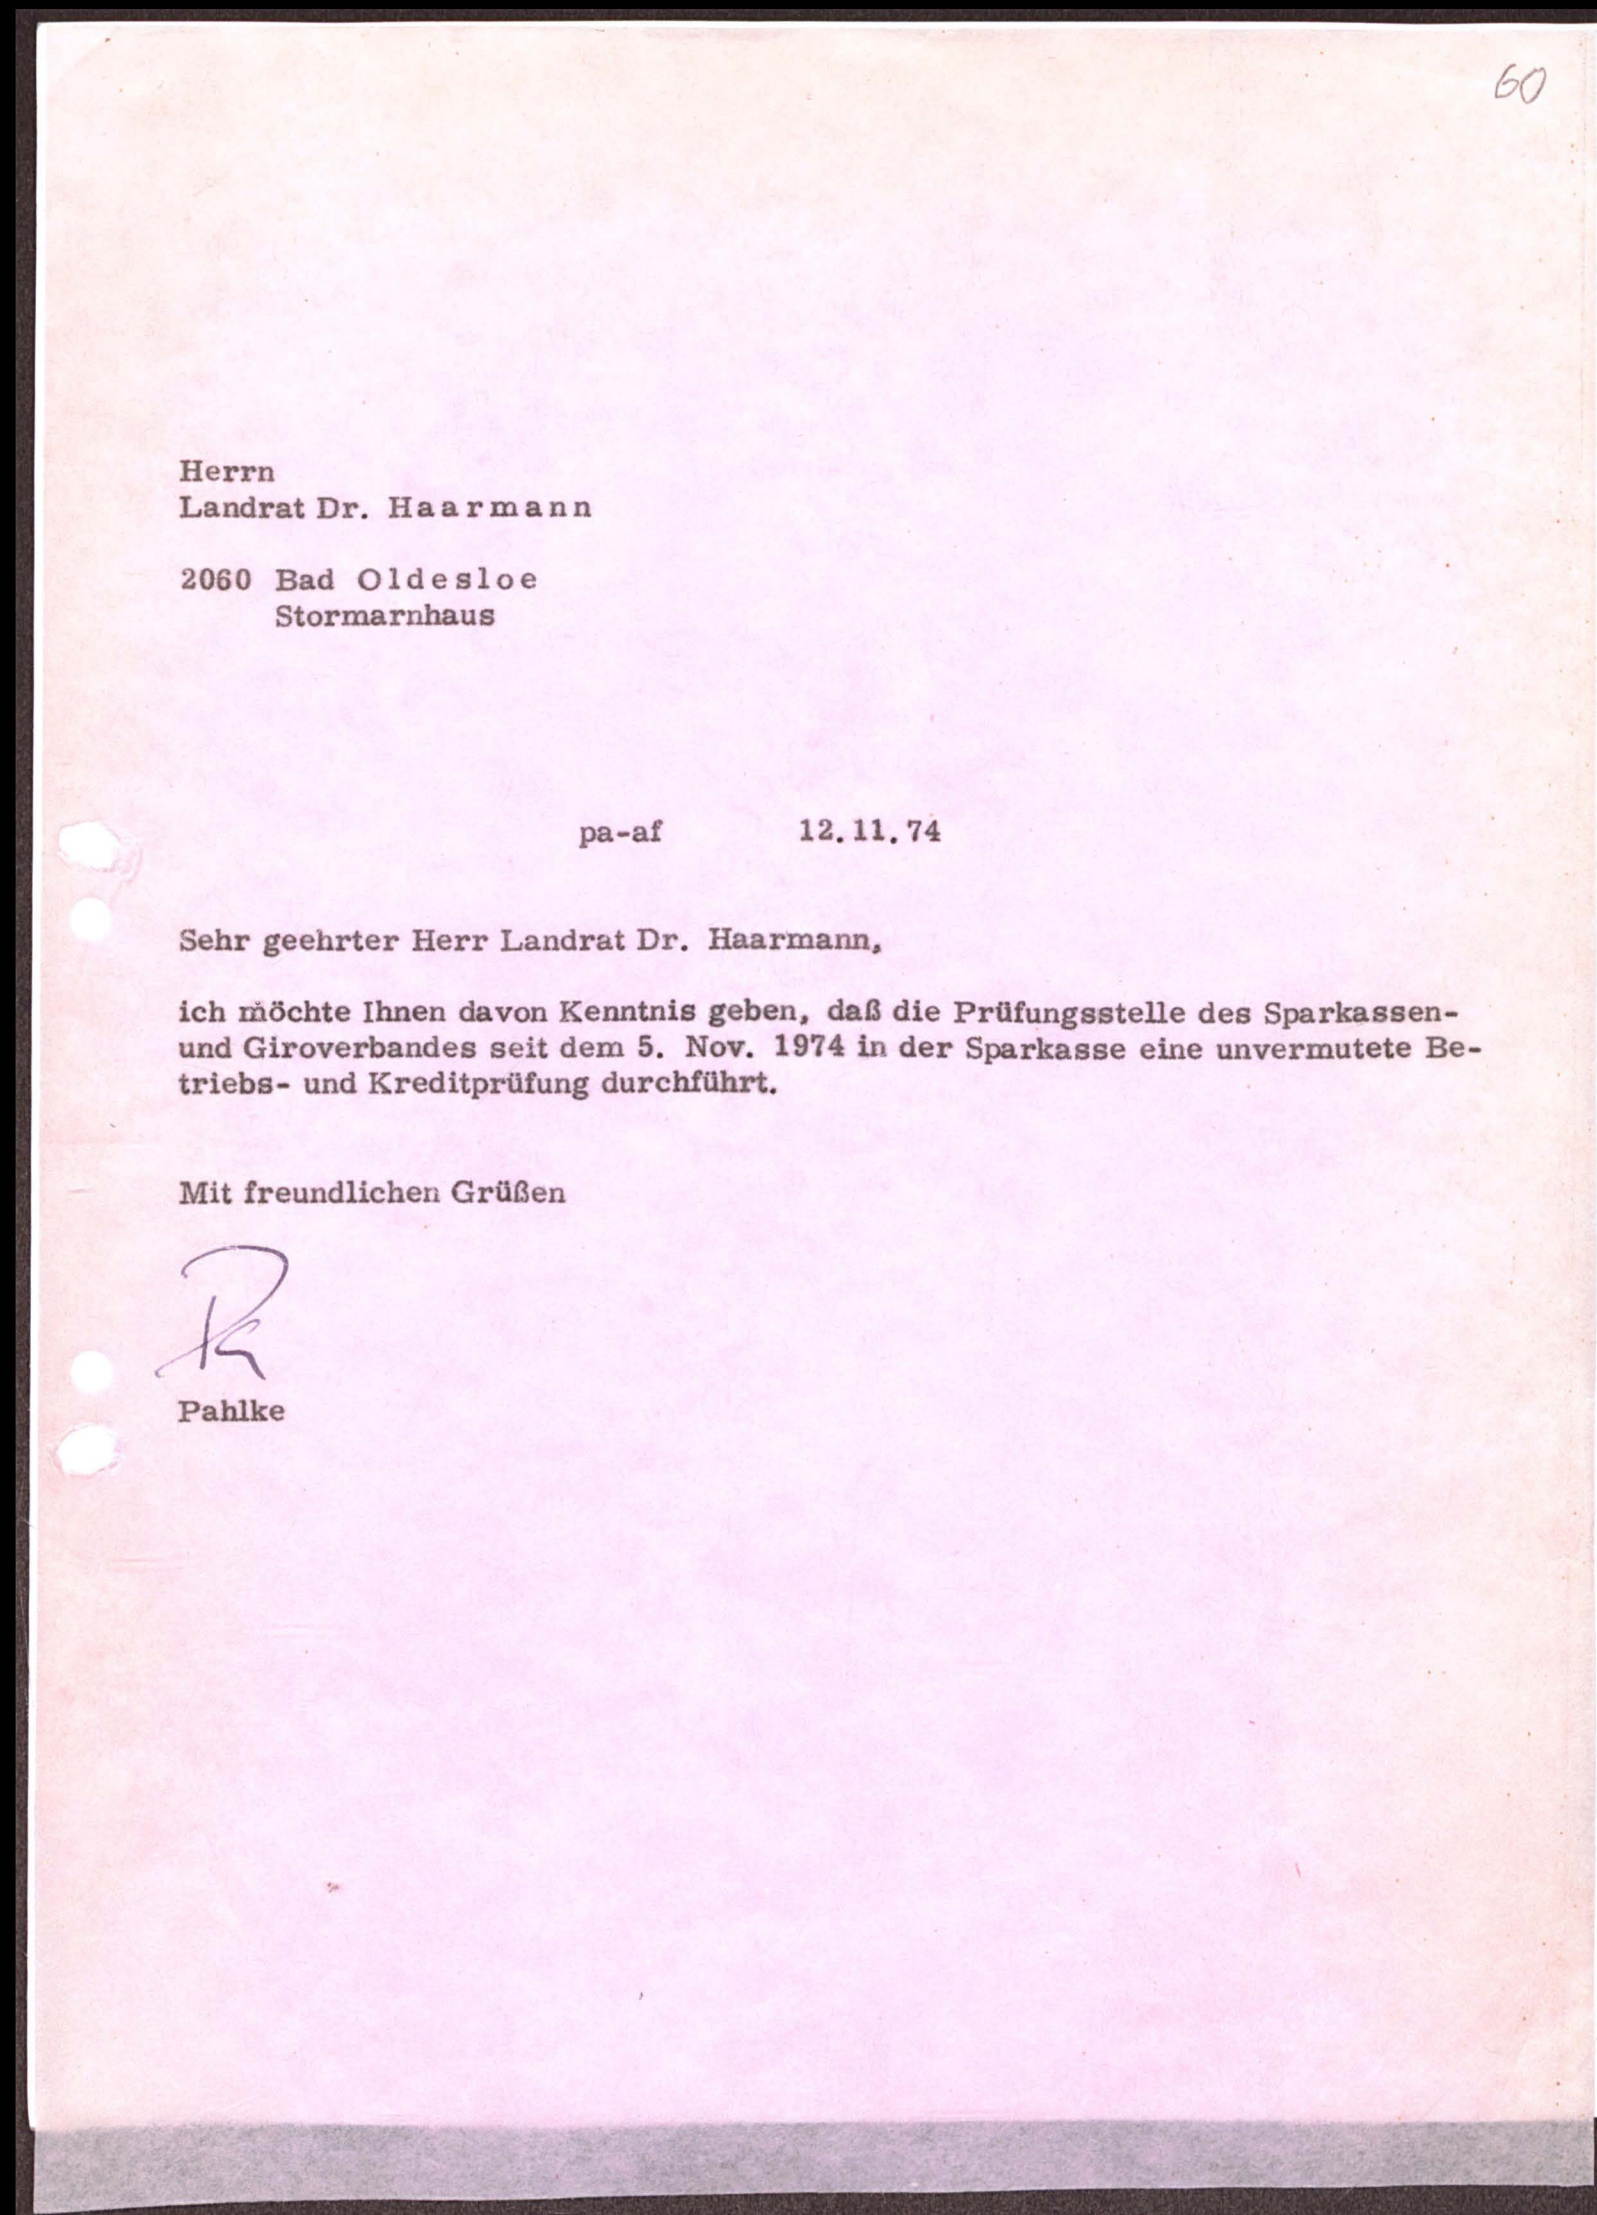 60
Herrn
Landrat Dr. Haarmann
2060 Bad Oldesloe
Stormarnhaus
pa-af 12.11.74
Sehr geehrter Herr Landrat Dr. Haarmann,
ich möchte Ihnen davon Kenntnis geben, daß die Prüfungsstelle des Sparkassen-
und Giroverbandes seit dem 5. Nov. 1974 in der Sparkasse eine unvermutete Be-
triebs- und Kreditprüfung durchführt.
Mit freundlichen Grüßen
Pahlke